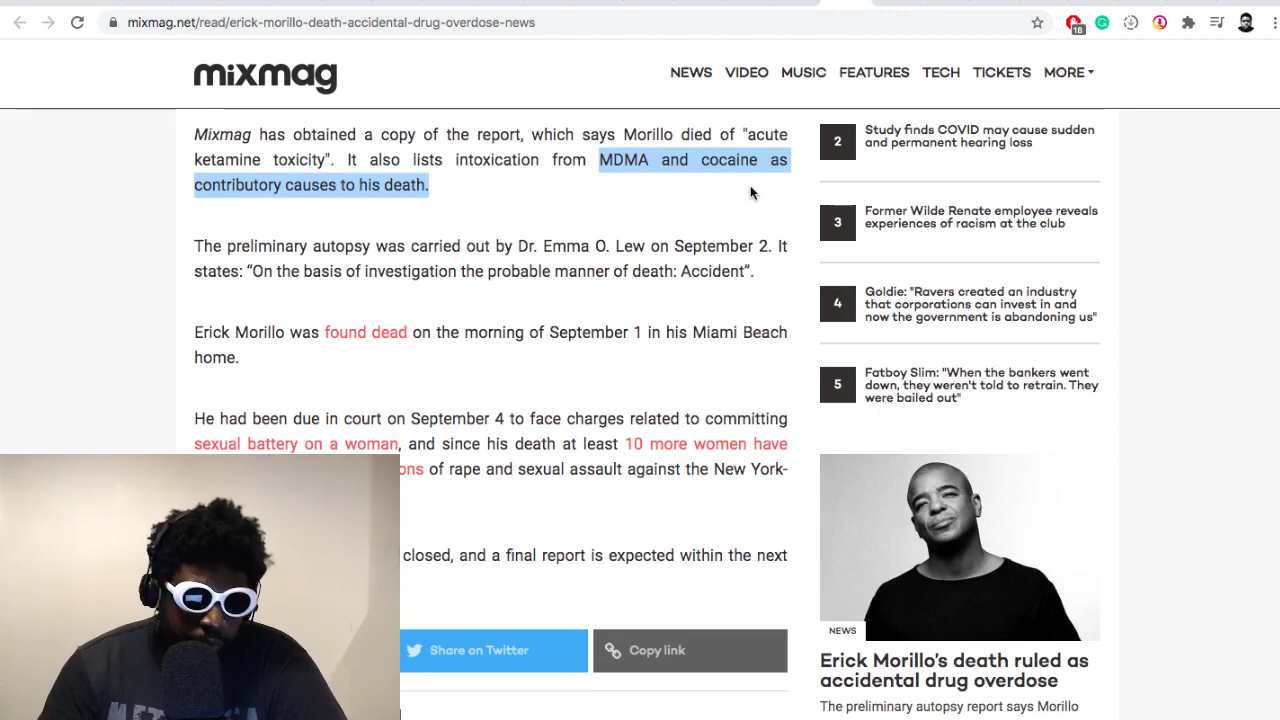 mixmag.net/read/erick-morillo-death-accidental-drug-overdose-news
18
mixmag
NEWS VIDEO MUSIC FEATURES TECH TICKETS MORE
Mixmag has obtained a copy of the report, which says Morillo died of "acute
ketamine toxicity". It also lists intoxication from MDMA and cocaine as
contributory causes to his death.
The preliminary autopsy was carried out by Dr. Emma O. Lew on September 2. It
states: “On the basis of investigation the probable manner of death: Accident”.
Erick Morillo was found dead on the morning of September 1 in his Miami Beach
home.
He had been due in court on September 4 to face charges related to committing
sexual battery on a woman, and since his death at least 10 more women have
ons of rape and sexual assault against the New York-
closed, and a final report is expected within the next
Share on Twitter
Copy link
2
Study finds COVID may cause sudden
and permanent hearing loss
3
Former Wilde Renate employee reveals
experiences of racism at the club
4
Goldie: "Ravers created an industry
that corporations can invest in and
now the government is abandoning us"
5
Fatboy Slim: "When the bankers went
down, they weren't told to retrain. They
were bailed out"
NEWS
Erick Morillo’s death ruled as
accidental drug overdose
The preliminary autopsy report says Morillo